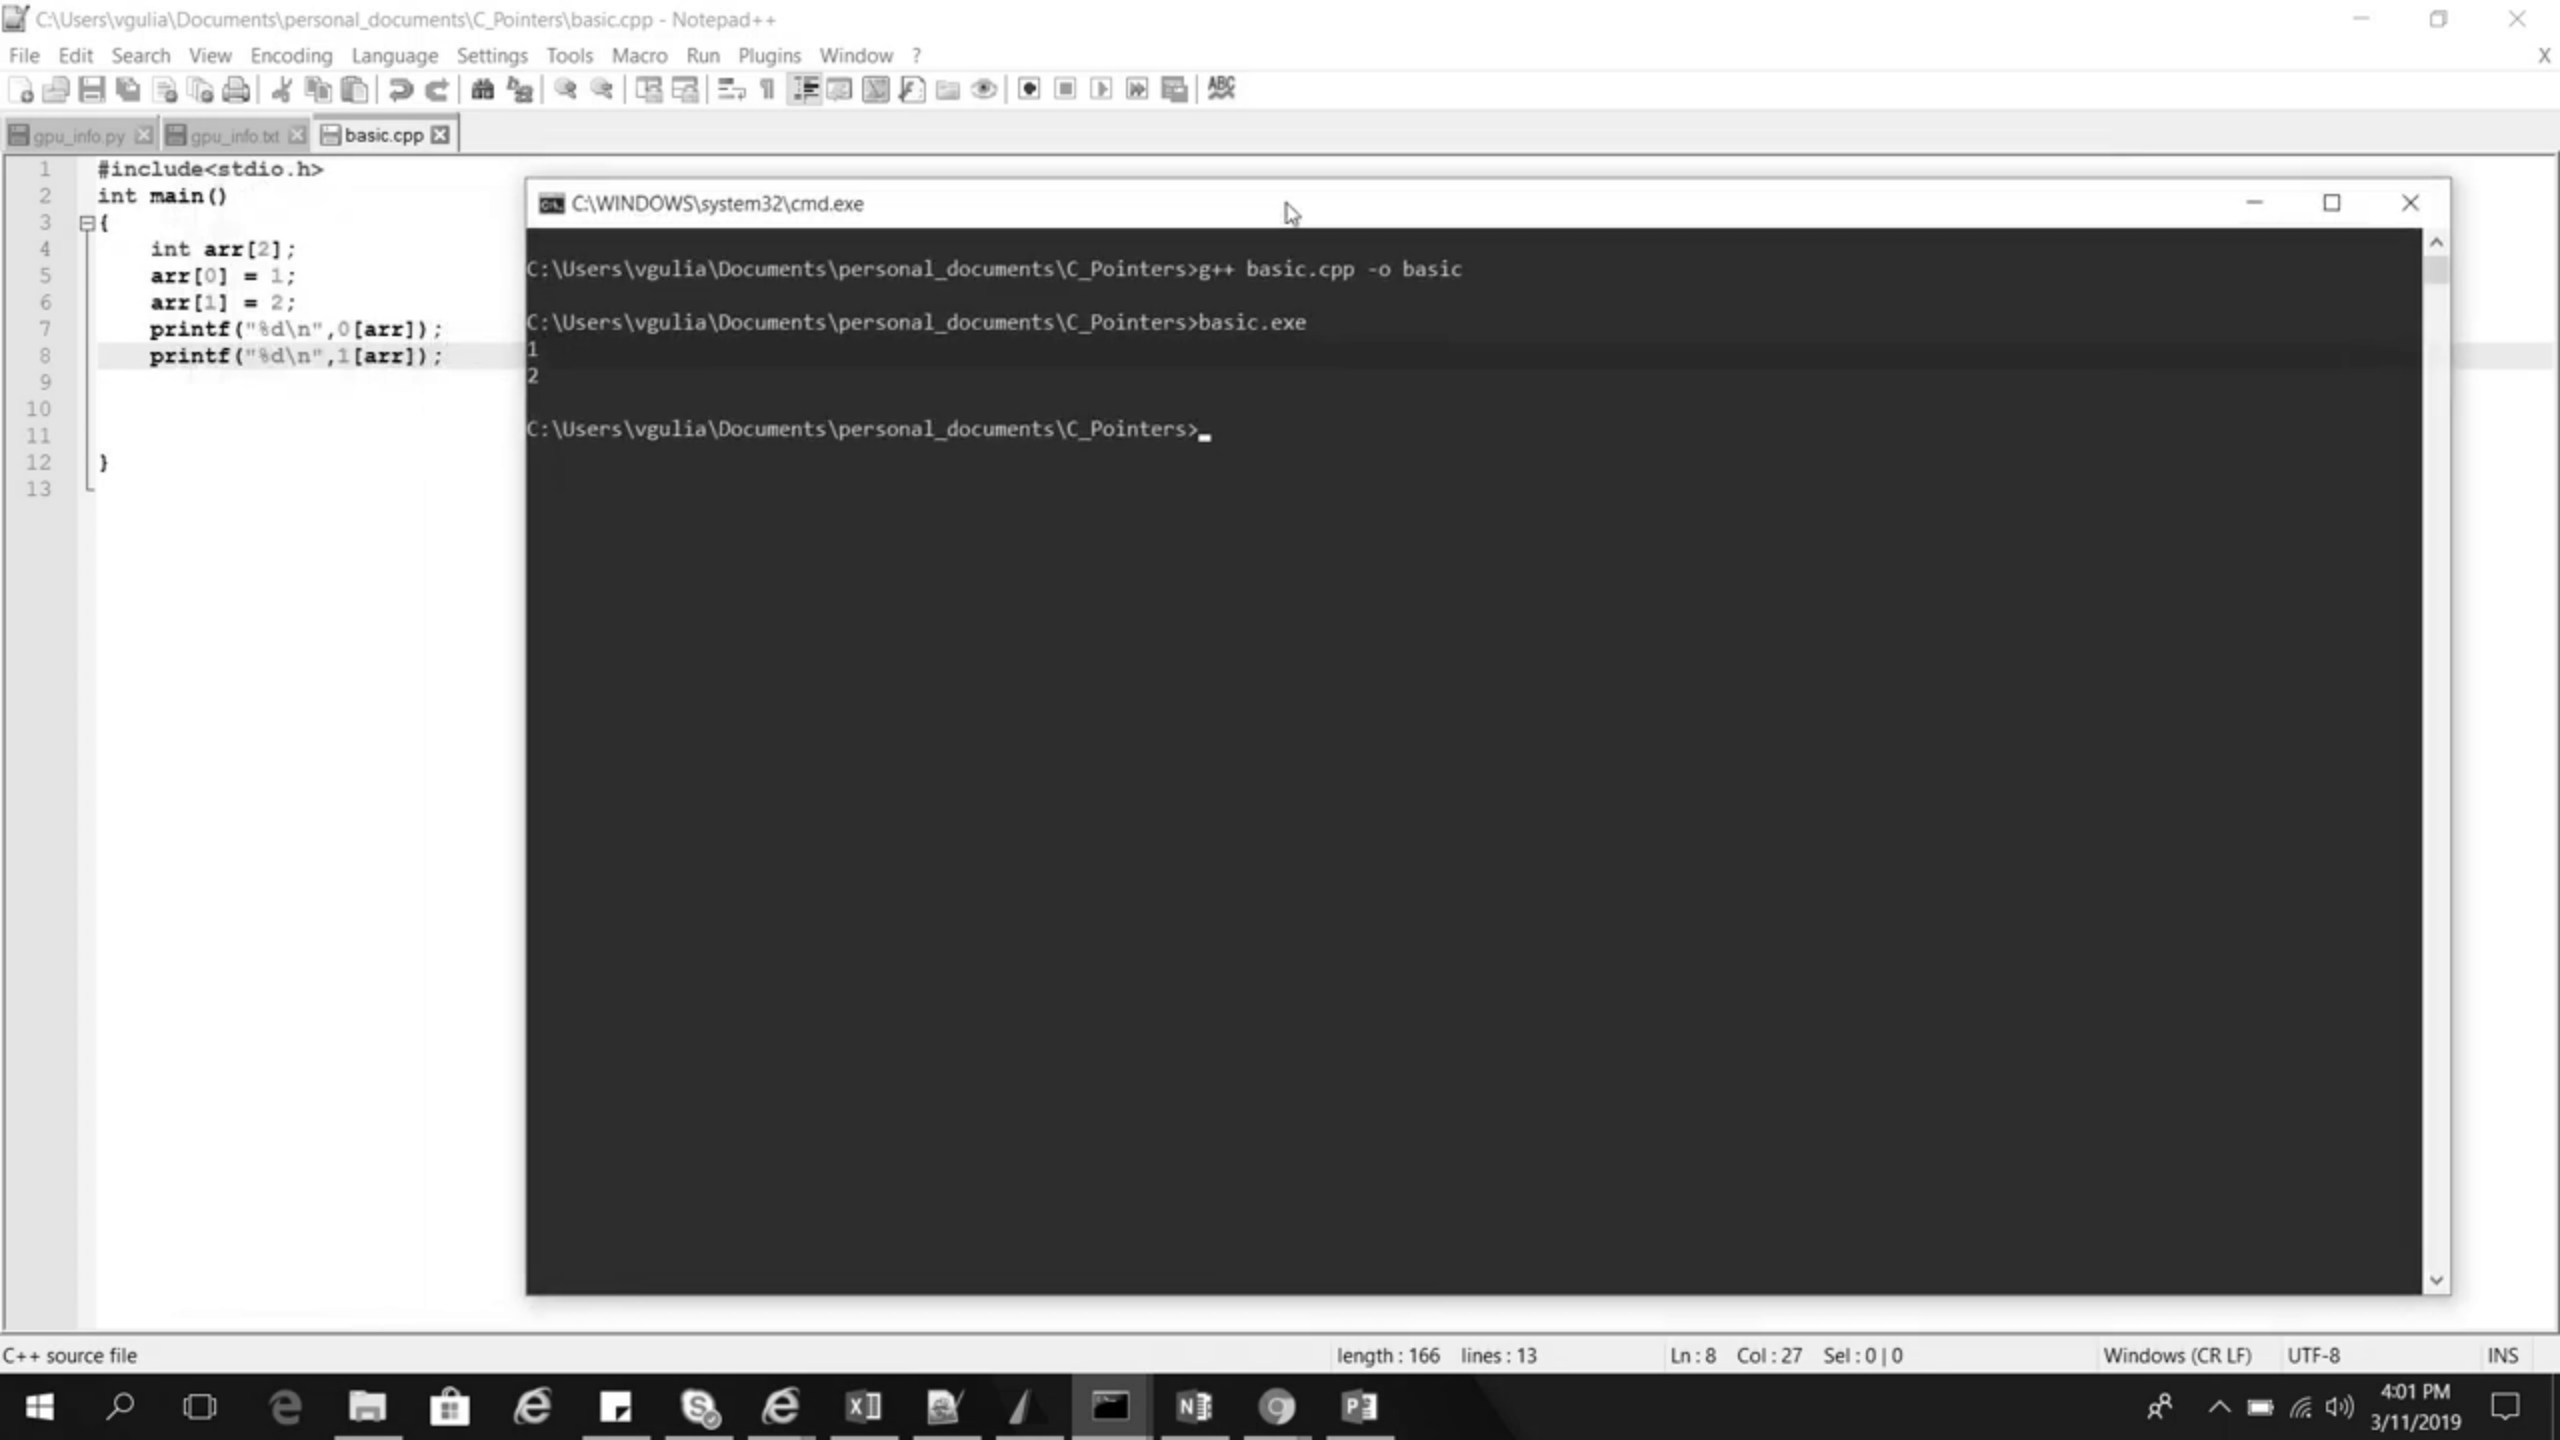 C:\Users\vgulia\Documents\personal_documents\C_Pointers\basic.cpp - Notepad++
File Edit Search View Encoding Language Settings Tools Macro Run Plugins Window ? X
ABC
gpu_info.py gpu_info.txt basic.cpp
1 #include<stdio.h>
2 int main()
3 {
4 int arr[2];
5 arr[0] = 1;
6 arr[1] = 2;
7 printf("%d\n",0[arr]);
8 printf("%d\n",1[arr]);
9
10
11
12 }
13
C:\WINDOWS\system32\cmd.exe
C:\Users\vgulia\Documents\personal_documents\C_Pointers>g++ basic.cpp -o basic
C:\Users\vgulia\Documents\personal_documents\C_Pointers>basic.exe
1
2
C:\Users\vgulia\Documents\personal_documents\C_Pointers>
C++ source file length : 166 lines : 13 Ln : 8 Col : 27 Sel : 0 | 0 Windows (CR LF) UTF-8 INS
4:01 PM
3/11/2019